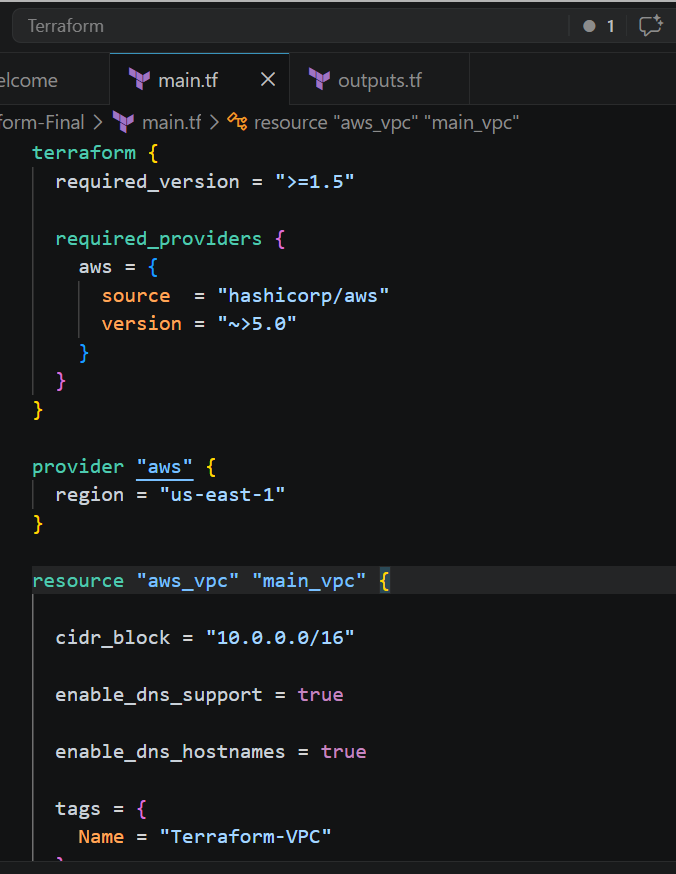 Terraform
1
elcome
main.tf
outputs.tf
form-Final > main.tf > resource "aws_vpc" "main_vpc"
terraform {
  required_version = ">=1.5"

  required_providers {
    aws = {
      source  = "hashicorp/aws"
      version = "~>5.0"
    }
  }
}

provider "aws" {
  region = "us-east-1"
}

resource "aws_vpc" "main_vpc" {

  cidr_block = "10.0.0.0/16"

  enable_dns_support = true

  enable_dns_hostnames = true

  tags = {
    Name = "Terraform-VPC"
  }